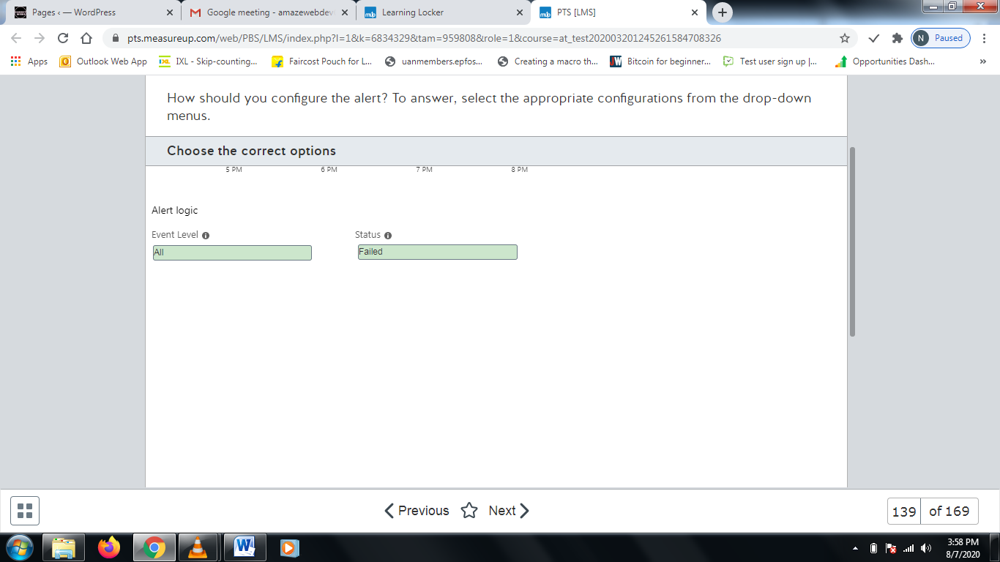 Pages ‹ — WordPress
Google meeting - amazewebdev
Learning Locker
PTS [LMS]
pts.measureup.com/web/PBS/LMS/index.php?l=1&k=6834329&tam=959808&role=1&course=at_test202003201245261584708326
N Paused
Apps
Outlook Web App
IXL - Skip-counting...
Faircost Pouch for L...
uanmembers.epfos...
Creating a macro th...
Bitcoin for beginner...
Test user sign up |...
Opportunities Dash...
»
How should you configure the alert? To answer, select the appropriate configurations from the drop-down
menus.
Choose the correct options
5 PM 6 PM 7 PM 8 PM
Alert logic
Event Level Status
All Failed
Previous Next 139 of 169
3:58 PM
8/7/2020